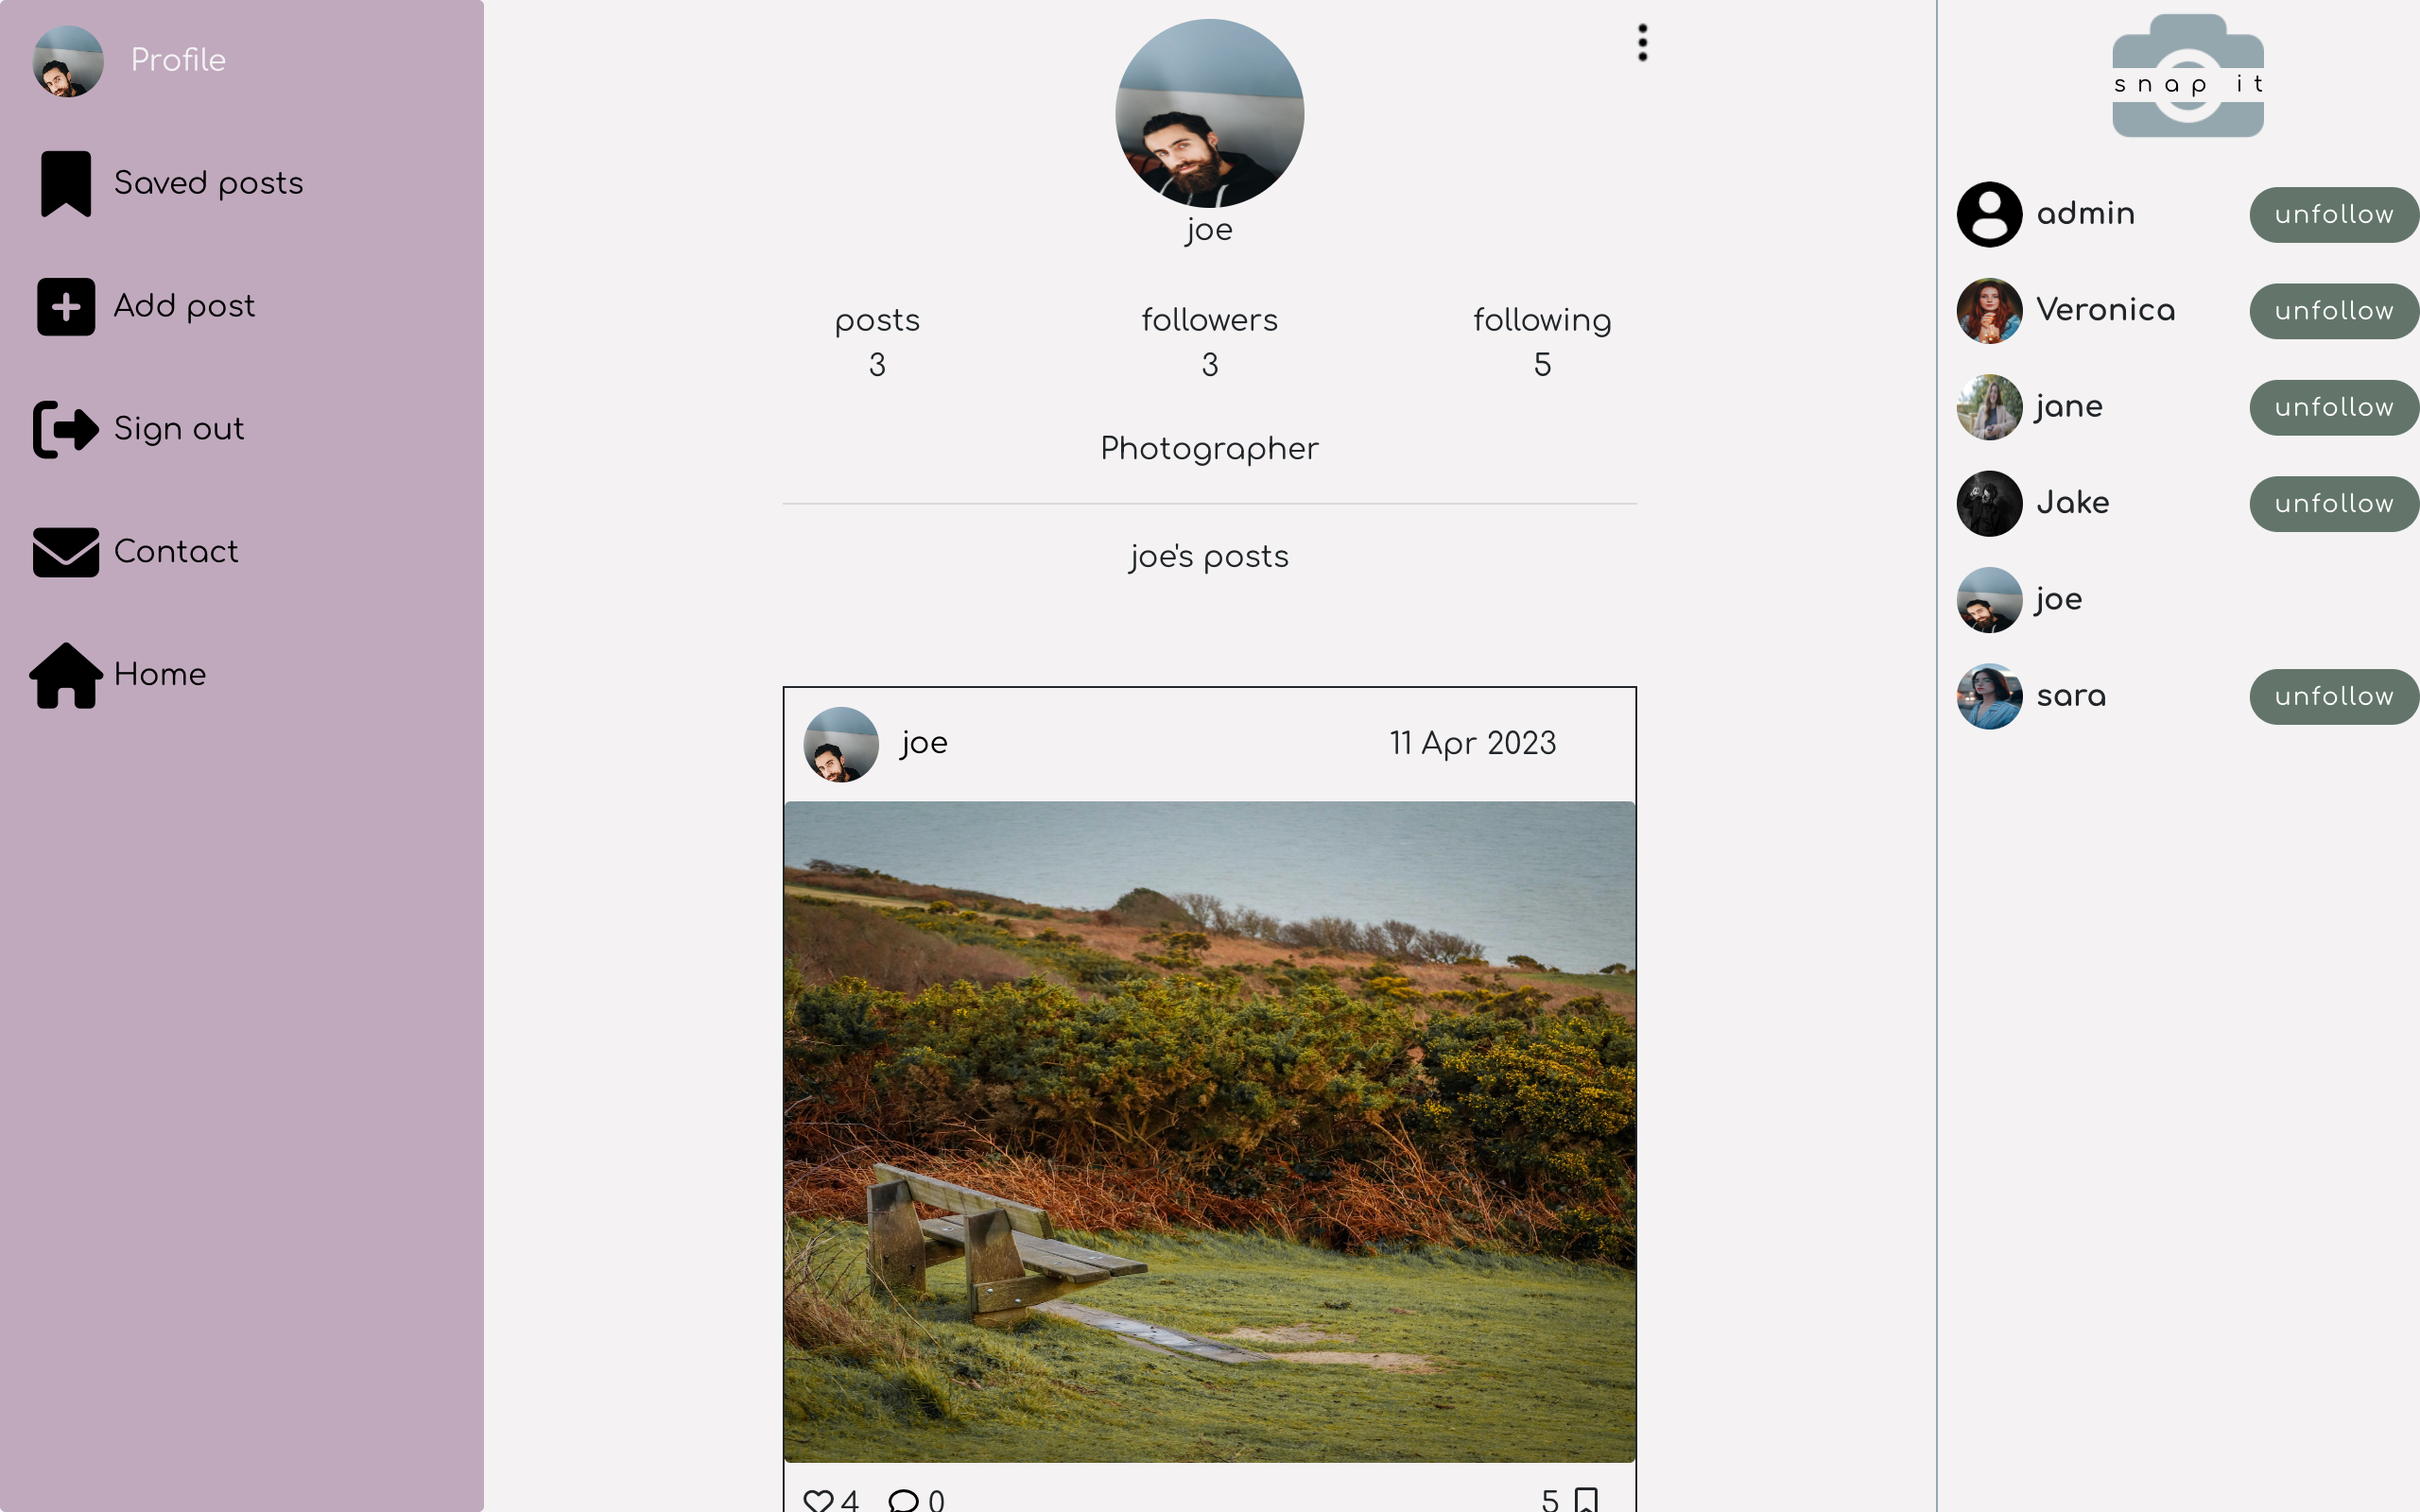 Profile
Saved posts
Add post
Sign out
Contact
Home
joe
posts followers following
3 3 5
Photographer
joe's posts
joe 11 Apr 2023
4 0 5
snap it
admin unfollow
Veronica unfollow
jane unfollow
Jake unfollow
joe
sara unfollow